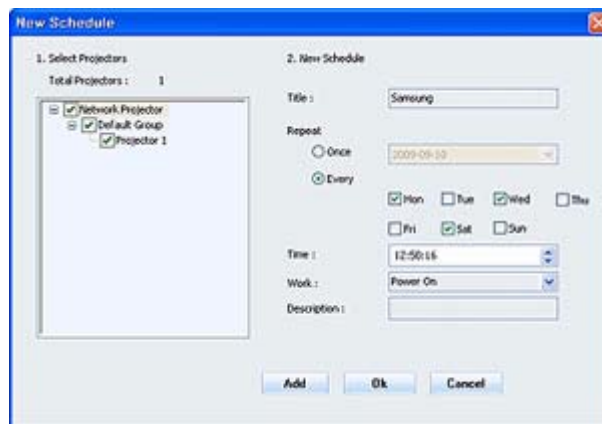 New Schedule
1. Select Projectors
Total Projectors : 1
Network Projector
Default Group
Projector 1
2. New Schedule
Title : Samsung
Repeat
Once 2009-09-10
Every
Mon Tue Wed Thu
Fri Sat Sun
Time : 12:50:16
Work : Power On
Description :
Add Ok Cancel